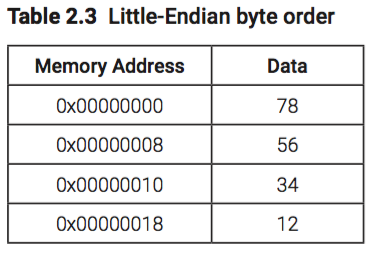 Table 2.3 Little-Endian byte order
Memory Address Data
0x00000000 78
0x00000008 56
0x00000010 34
0x00000018 12